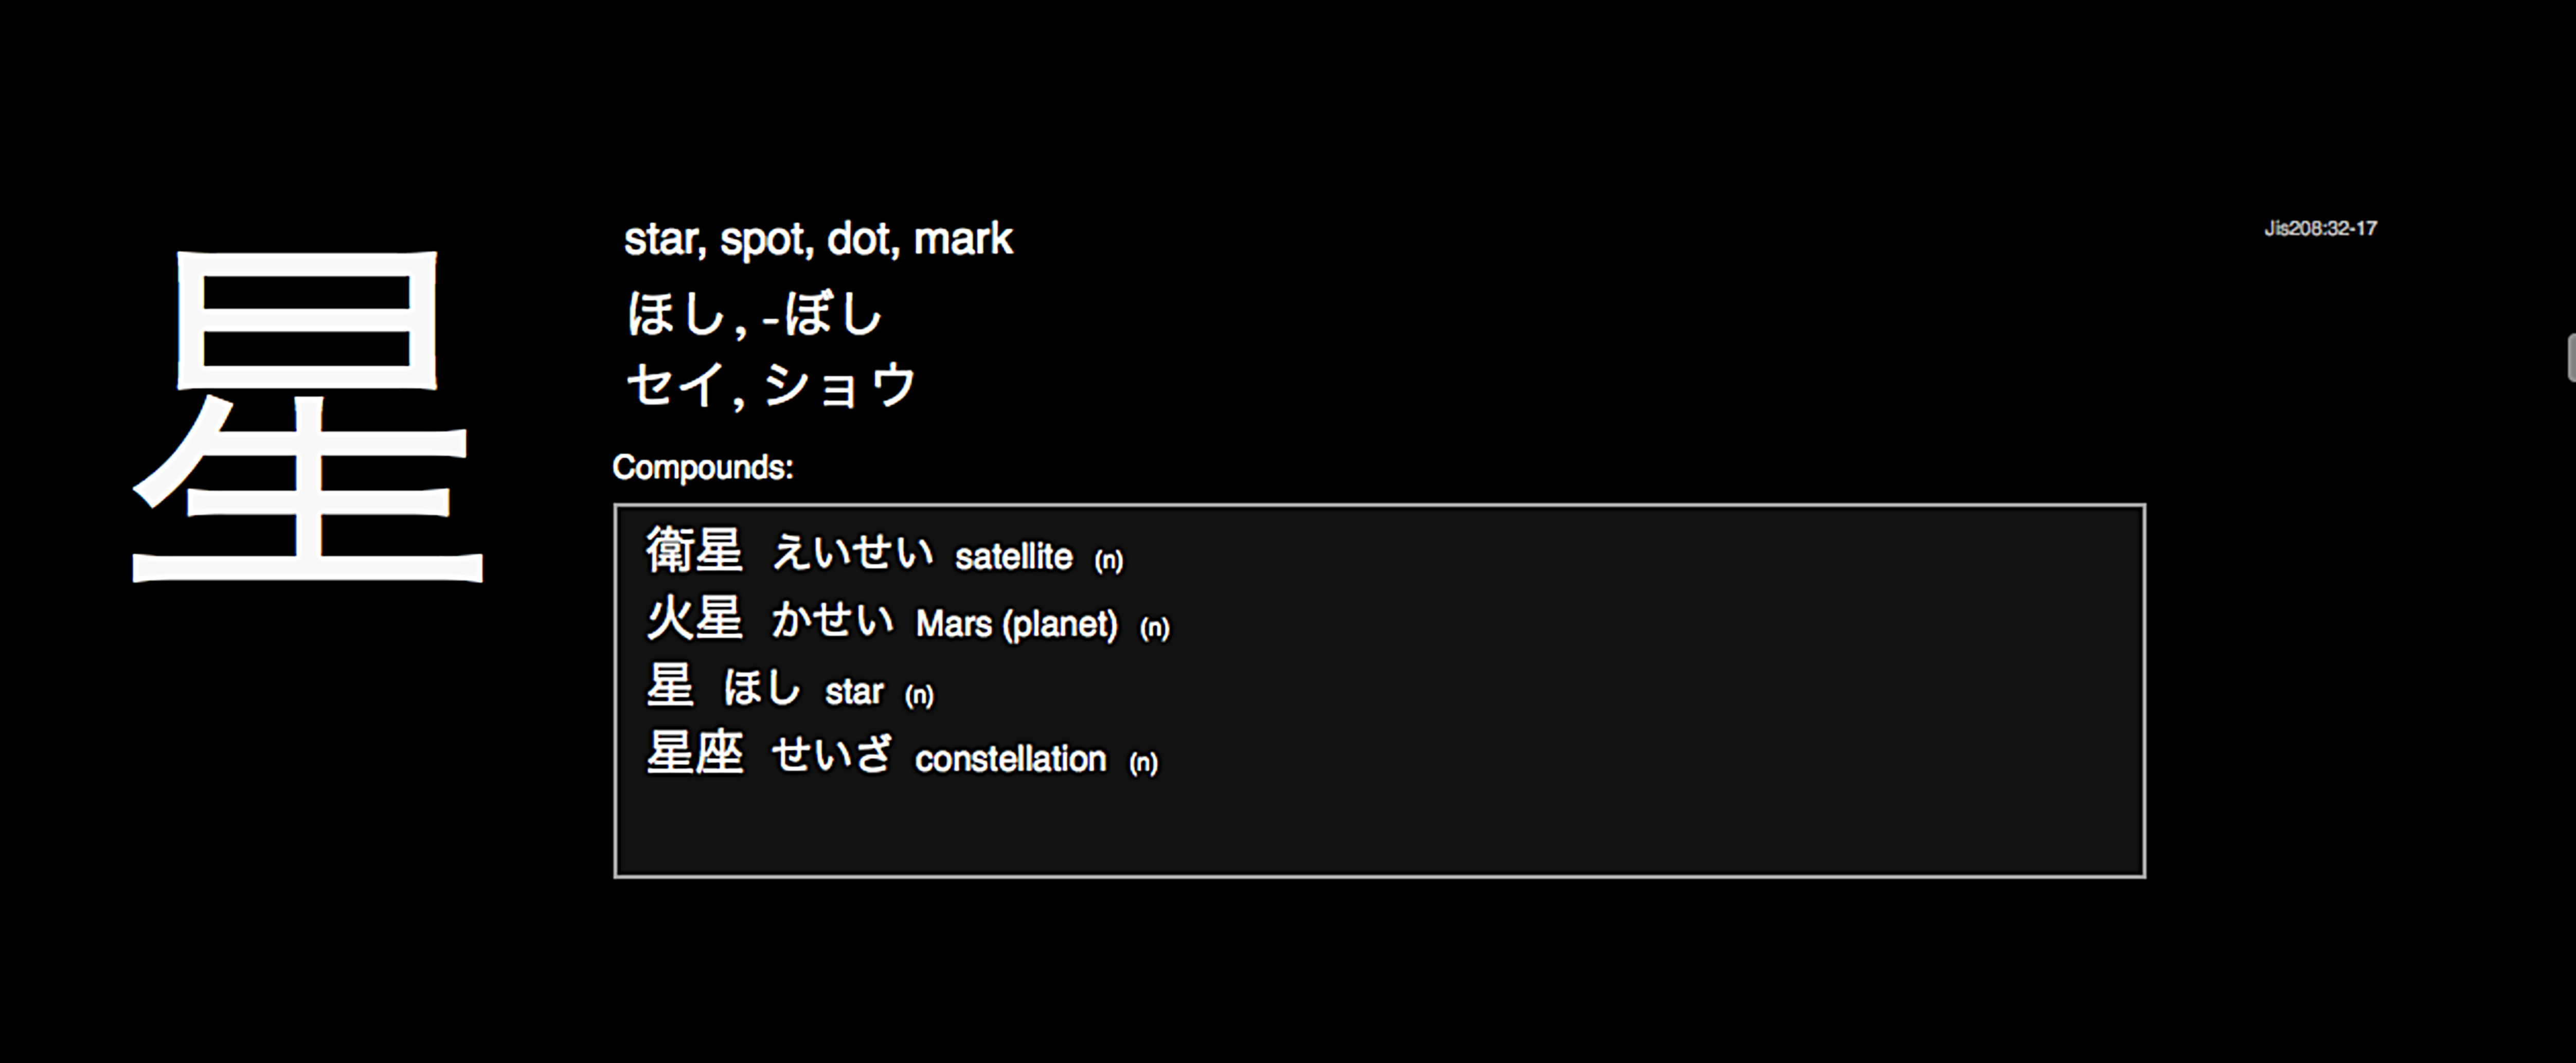 星
star, spot, dot, mark
Jis208:32-17
ほし, -ぼし
セイ, ショウ
Compounds:
衛星 えいせい satellite (n)
火星 かせい Mars (planet) (n)
星 ほし star (n)
星座 せいざ constellation (n)